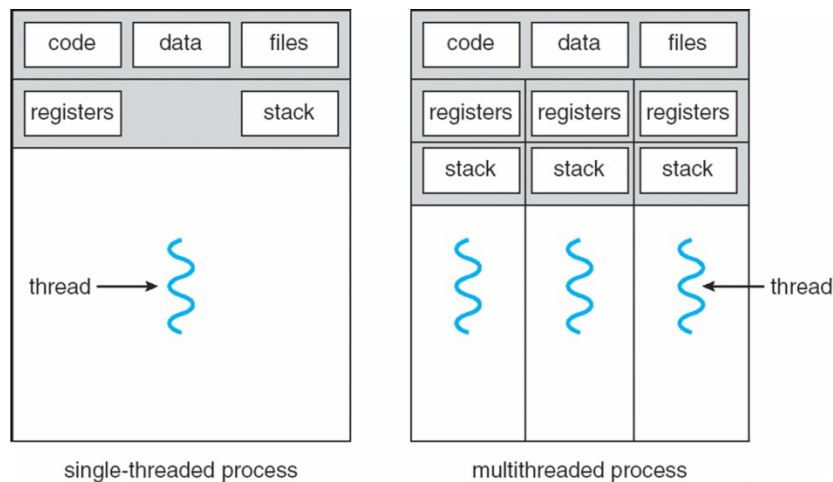 code data files
registers stack
thread
single-threaded process
code data files
registers registers registers
stack stack stack
thread
multithreaded process